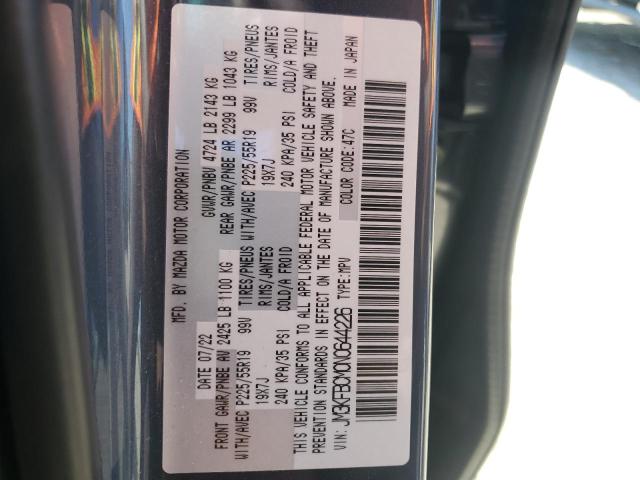 MFD. BY MAZDA MOTOR CORPORATION
DATE 07/22 GVWR/PNBV 4724 LB 2143 KG
FRONT GAWR/PNBE AV 2425 LB 1100 KG REAR GAWR/PNBE AR 2299 LB 1043 KG
WITH/AVEC P225/55R19 99V TIRES/PNEUS WITH/AVEC P225/55R19 99V TIRES/PNEUS
19X7J RIMS/JANTES 19X7J RIMS/JANTES
240 KPA/35 PSI COLD/A FROID 240 KPA/35 PSI COLD/A FROID
THIS VEHICLE CONFORMS TO ALL APPLICABLE FEDERAL MOTOR VEHICLE SAFETY AND THEFT
PREVENTION STANDARDS IN EFFECT ON THE DATE OF MANUFACTURE SHOWN ABOVE.
VIN: JM3KFBCM0N0644226 TYPE:MPV COLOR CODE:47C MADE IN JAPAN